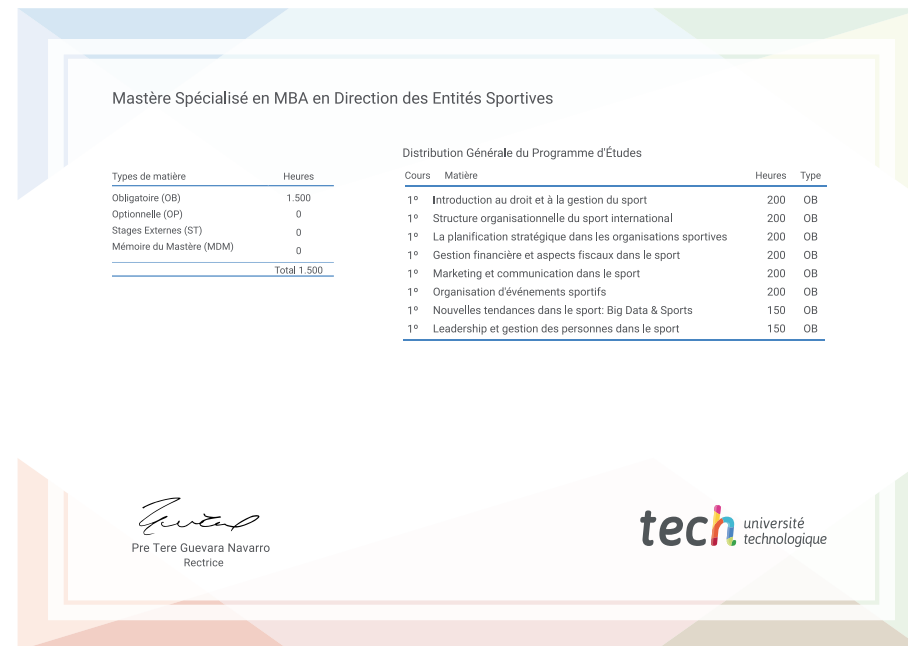 Mastère Spécialisé en MBA en Direction des Entités Sportives
Types de matière Heures
Obligatoire (OB) 1.500
Optionnelle (OP) 0
Stages Externes (ST) 0
Mémoire du Mastère (MDM) 0
Total 1.500
Distribution Générale du Programme d'Études
Cours Matière Heures Type
1º Introduction au droit et à la gestion du sport 200 OB
1º Structure organisationnelle du sport international 200 OB
1º La planification stratégique dans les organisations sportives 200 OB
1º Gestion financière et aspects fiscaux dans le sport 200 OB
1º Marketing et communication dans le sport 200 OB
1º Organisation d'événements sportifs 200 OB
1º Nouvelles tendances dans le sport: Big Data & Sports 150 OB
1º Leadership et gestion des personnes dans le sport 150 OB
Pre Tere Guevara Navarro
Rectrice
tech université
technologique